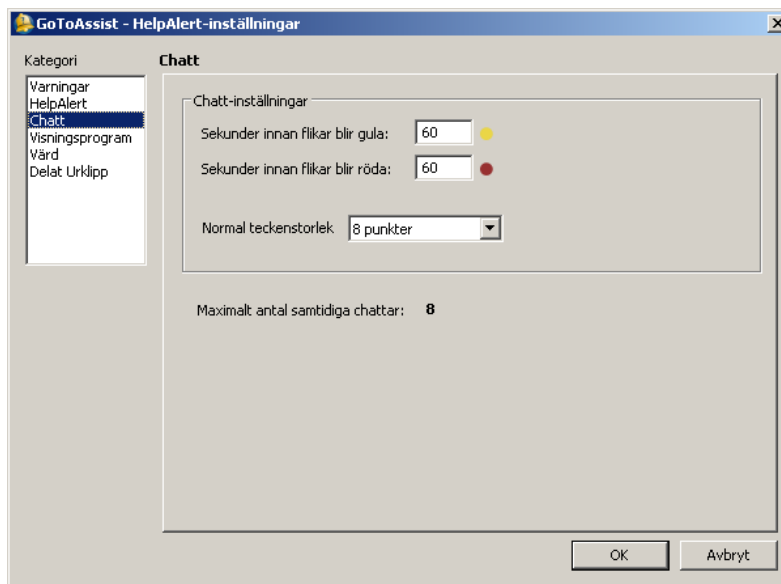 GoToAssist - HelpAlert-inställningar
Kategori
Varningar
HelpAlert
Chatt
Visningsprogram
Värd
Delat Urklipp
Chatt
Chatt-inställningar
Sekunder innan flikar blir gula: 60
Sekunder innan flikar blir röda: 60
Normal teckenstorlek 8 punkter
Maximalt antal samtidiga chattar: 8
OK Avbryt